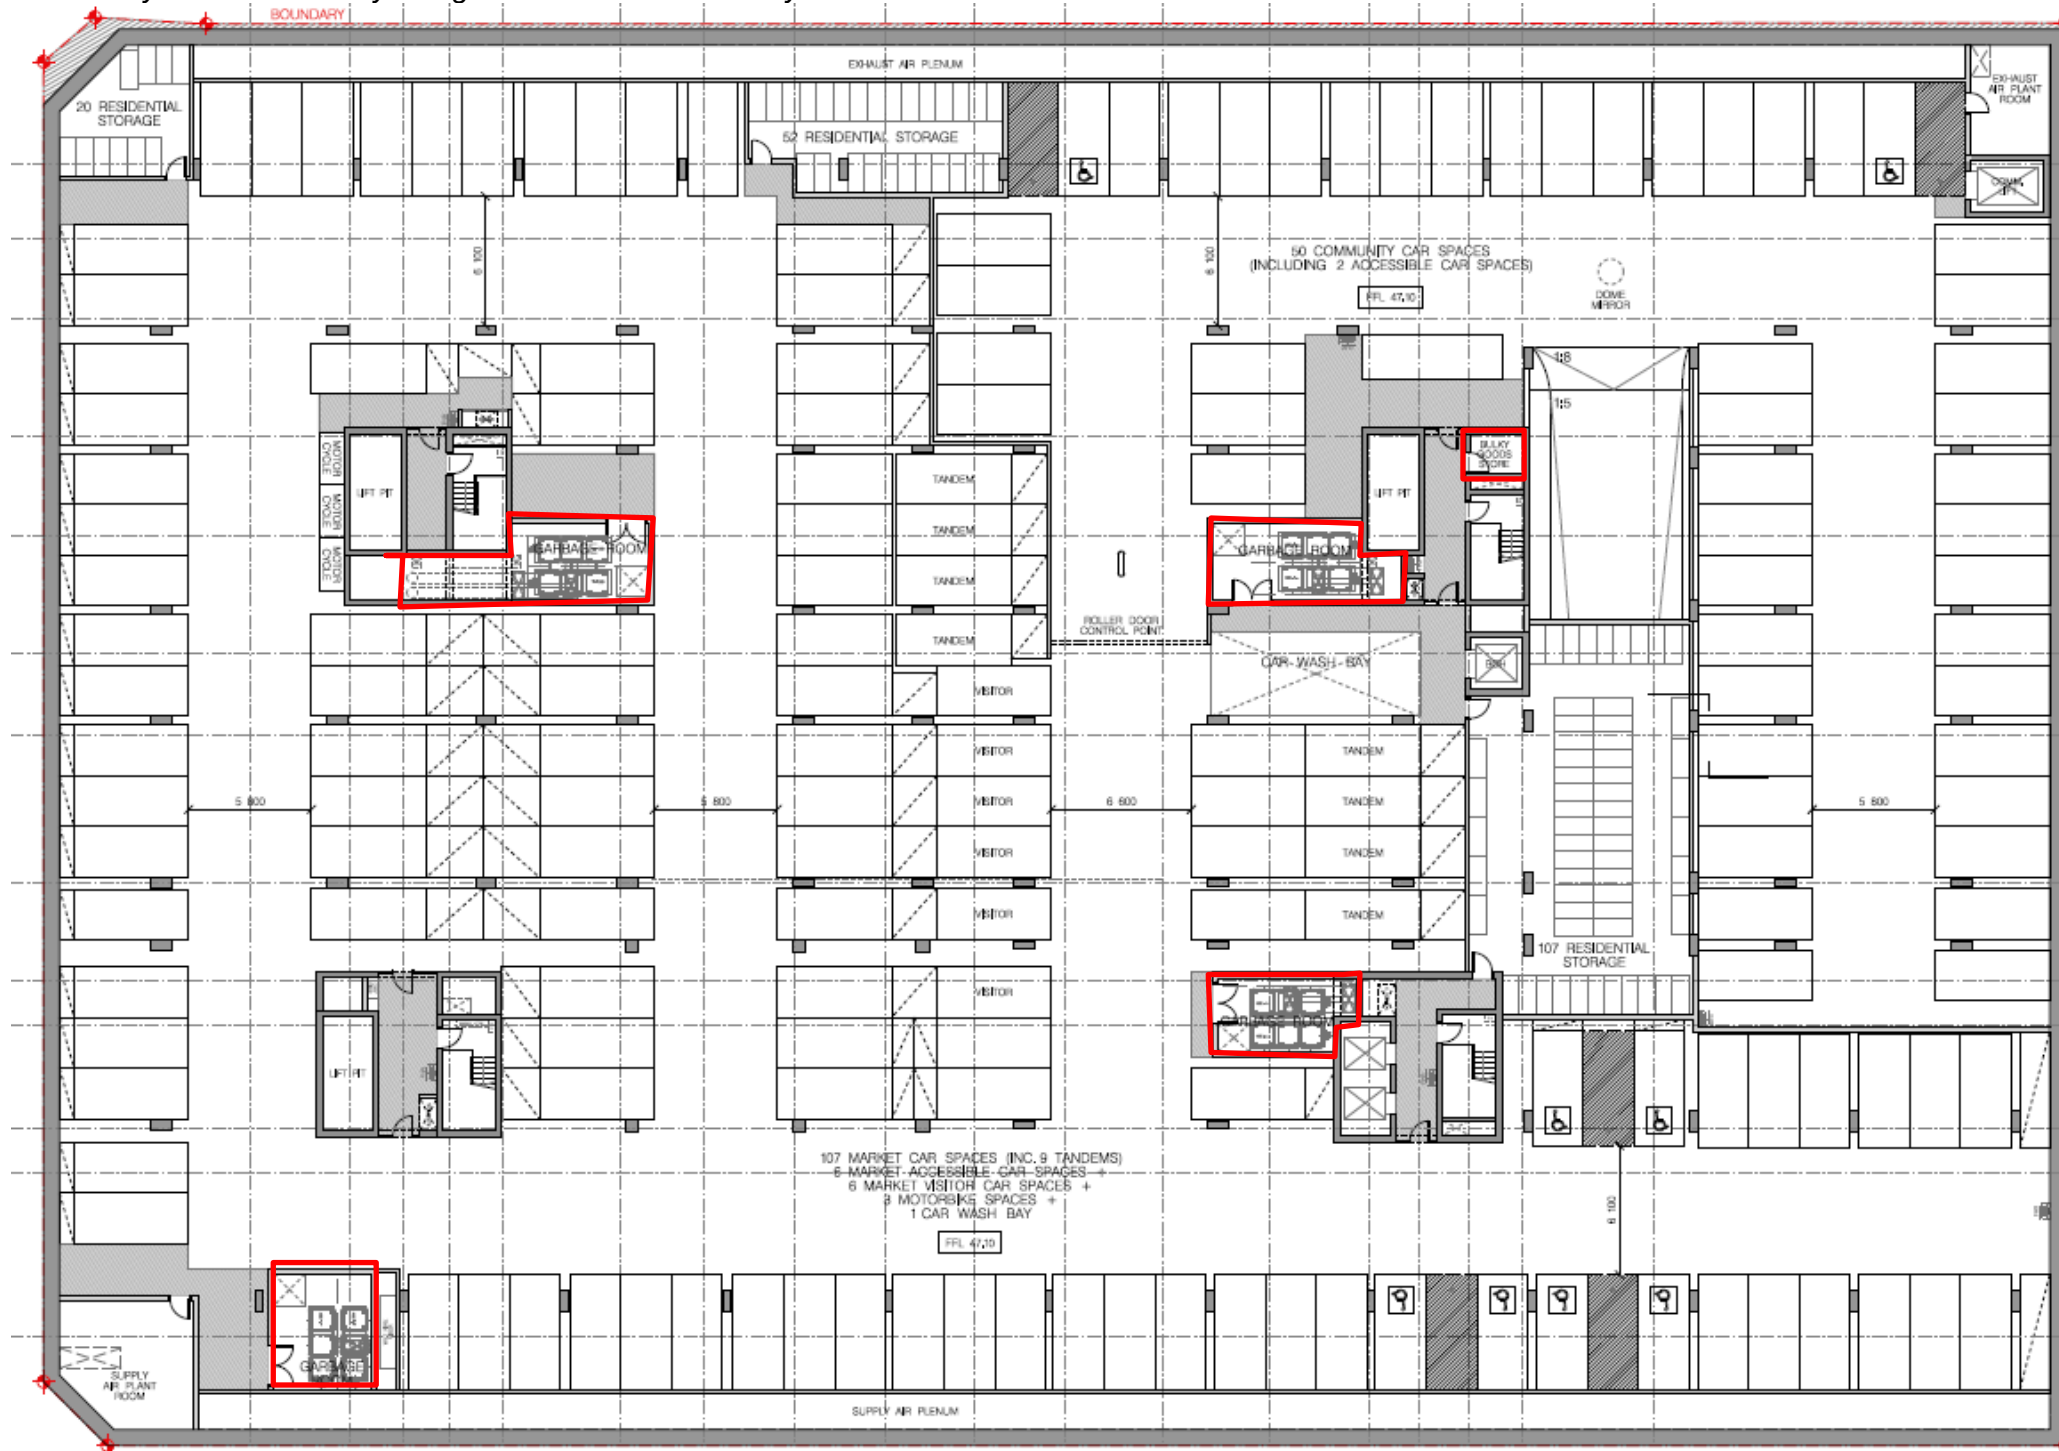 BOUNDARY
EXHAUST AIR PLENUM
EXHAUST
AIR PLANT
ROOM
20 RESIDENTIAL
STORAGE
52 RESIDENTIAL STORAGE
COMM.
LIFT
6 100
6 100
50 COMMUNITY CAR SPACES
(INCLUDING 2 ACCESSIBLE CAR SPACES)
DOME
MIRROR
FFL 47,10
1:8
1:5
MOTOR
CYCLE
MOTOR
CYCLE
MOTOR
CYCLE
LIFT PIT
TANDEM
LIFT PIT
BULKY
GOODS
STORE
TANDEM
GARBAGE ROOM
GARBAGE ROOM
TANDEM
ROLLER DOOR
CONTROL POINT
TANDEM
CAR WASH BAY
VISITOR
VISITOR
TANDEM
5 800
5 800
VISITOR
6 600
TANDEM
5 800
VISITOR
TANDEM
VISITOR
TANDEM
107 RESIDENTIAL
STORAGE
VISITOR
GARBAGE ROOM
LIFT PIT
107 MARKET CAR SPACES (INC. 9 TANDEMS)
6 MARKET ACCESSIBLE CAR SPACES +
6 MARKET VISITOR CAR SPACES +
3 MOTORBIKE SPACES +
1 CAR WASH BAY
6 100
FFL 47,10
GARBAGE
SUPPLY
AIR PLANT
ROOM
SUPPLY AIR PLENUM